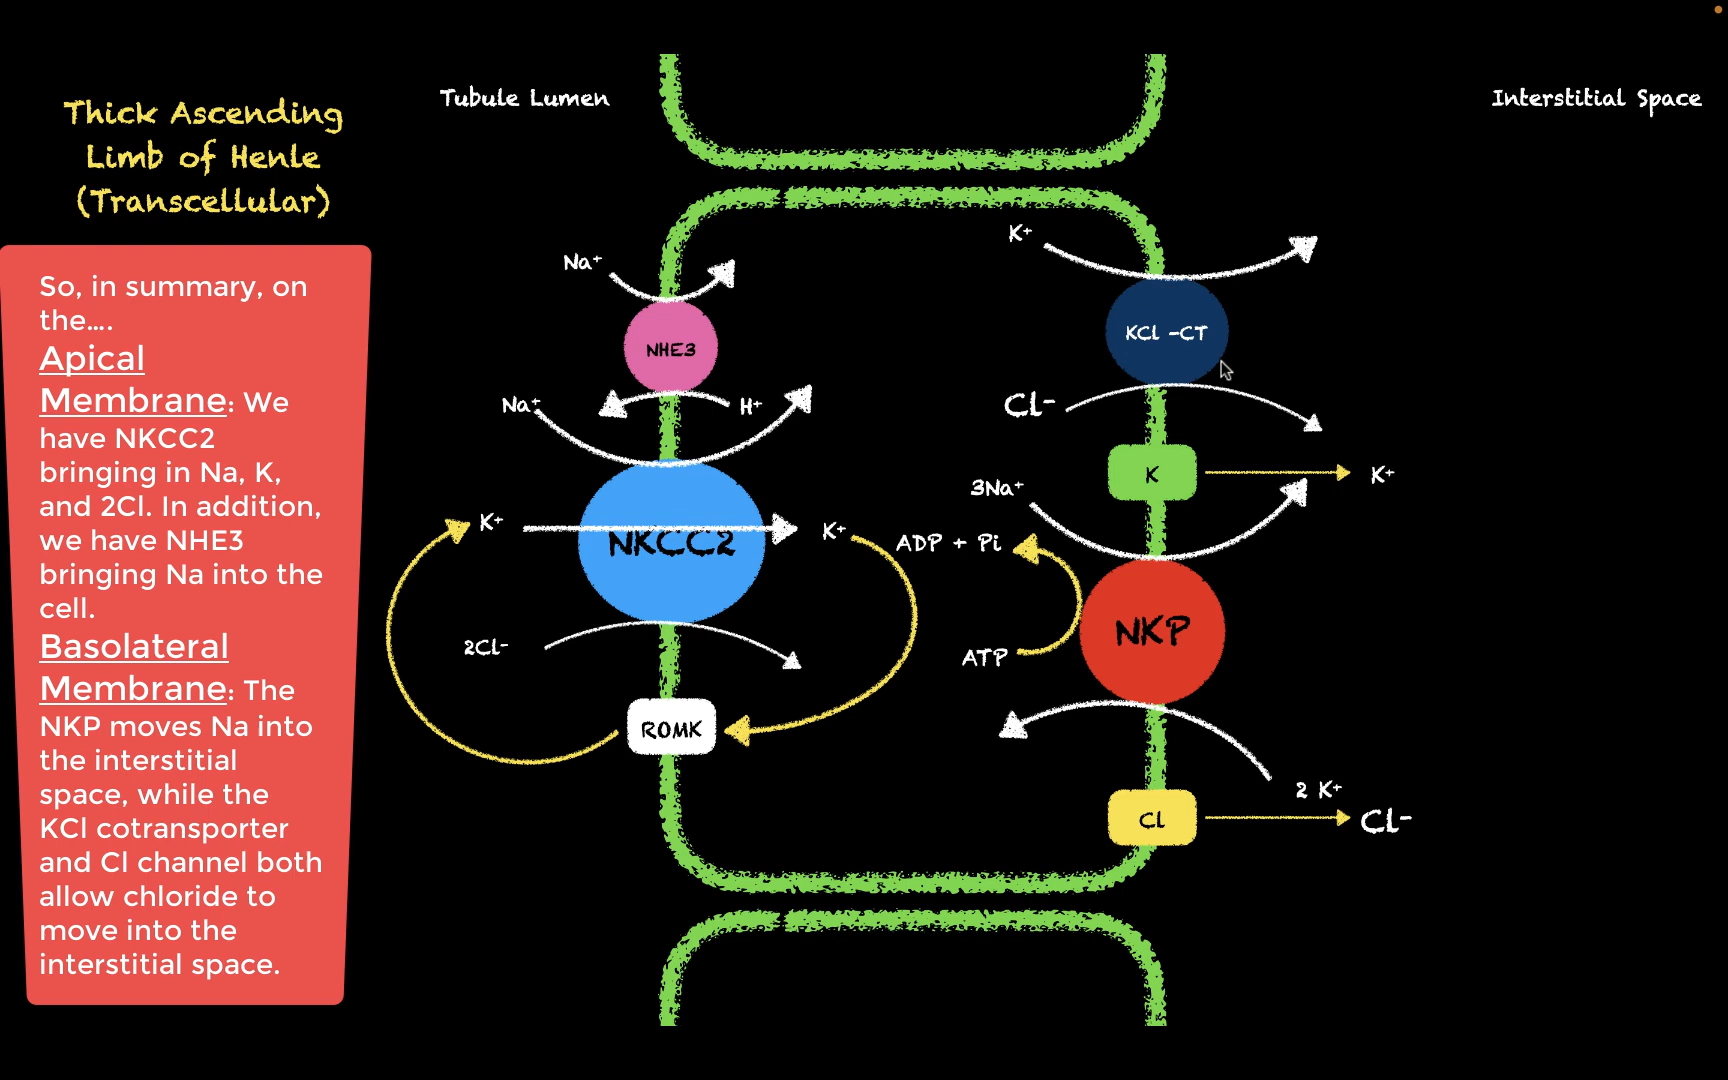 Thick Ascending
Limb of Henle
(Transcellular)
So, in summary, on
the....
Apical
Membrane: We
have NKCC2
bringing in Na, K,
and 2Cl. In addition,
we have NHE3
bringing Na into the
cell.
Basolateral
Membrane: The
NKP moves Na into
the interstitial
space, while the
KCl cotransporter
and Cl channel both
allow chloride to
move into the
interstitial space.
Tubule Lumen
Interstitial Space
Na⁺
NHE3
H⁺
Na⁺
K⁺
NKCC2
K⁺
2Cl⁻
ROMK
K⁺
KCl -CT
Cl⁻
K
K⁺
3Na⁺
ADP + Pi
NKP
ATP
2 K⁺
Cl
Cl⁻